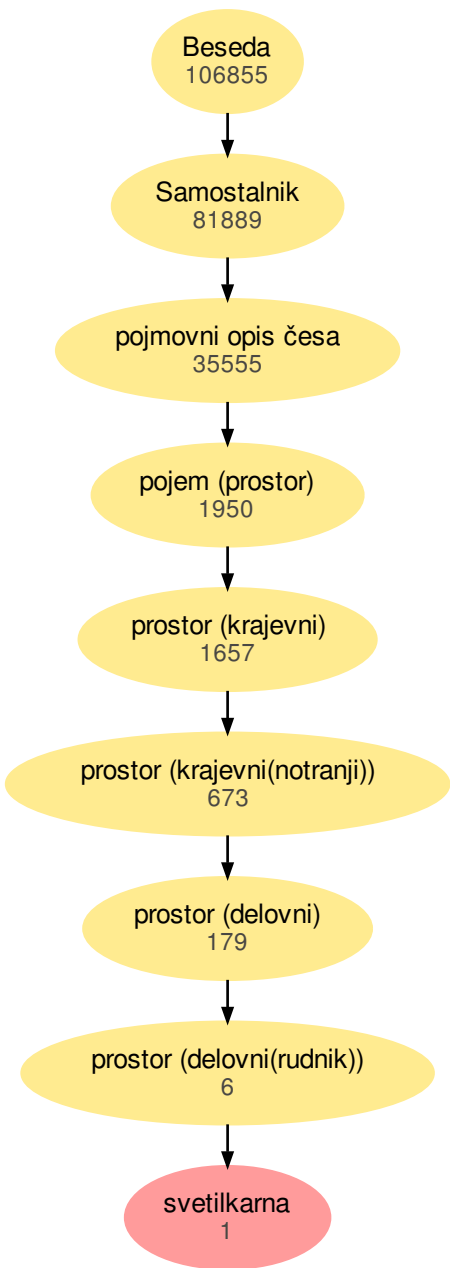 Beseda
106855
Samostalnik
81889
pojmovni opis česa
35555
pojem (prostor)
1950
prostor (krajevni)
1657
prostor (krajevni(notranji))
673
prostor (delovni)
179
prostor (delovni(rudnik))
6
svetilkarna
1